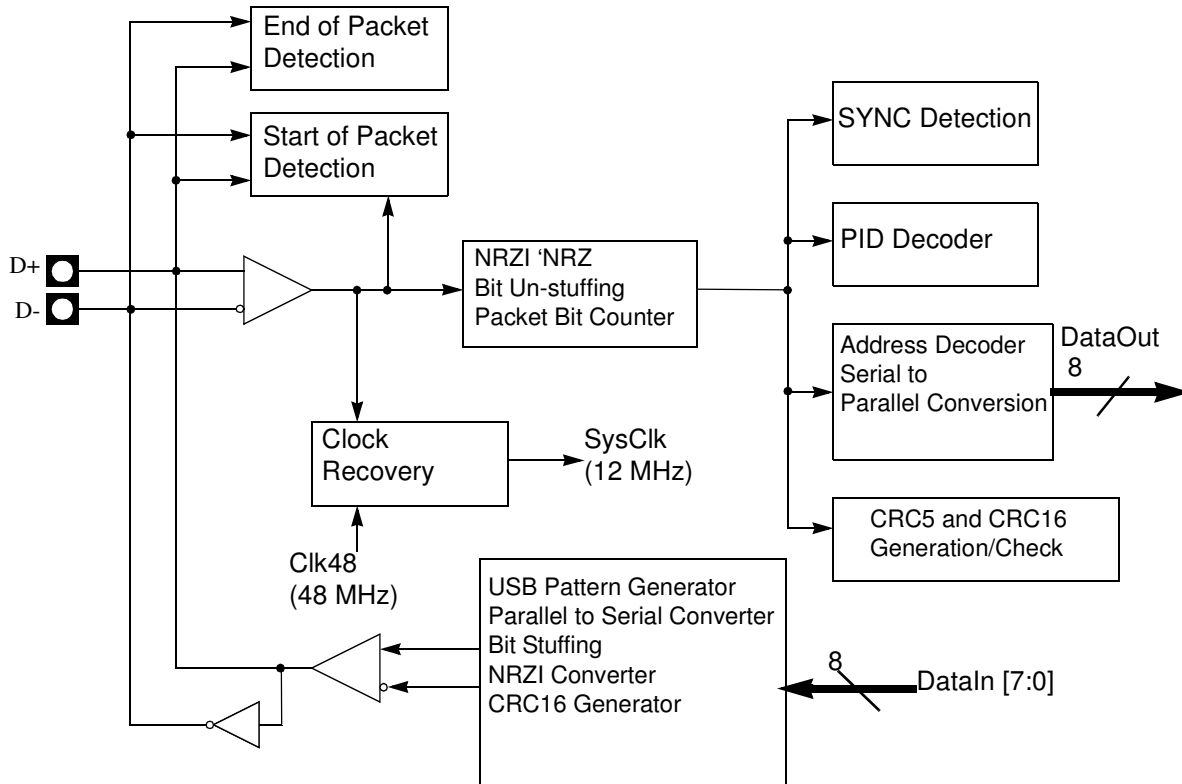 End of Packet
Detection
Start of Packet
Detection
SYNC Detection
PID Decoder
D+
D-
NRZI ‘NRZ
Bit Un-stuffing
Packet Bit Counter
Address Decoder
Serial to
Parallel Conversion
DataOut
8
Clock
Recovery
SysClk
(12 MHz)
CRC5 and CRC16
Generation/Check
Clk48
(48 MHz)
USB Pattern Generator
Parallel to Serial Converter
Bit Stuffing
NRZI Converter
CRC16 Generator
8
DataIn [7:0]